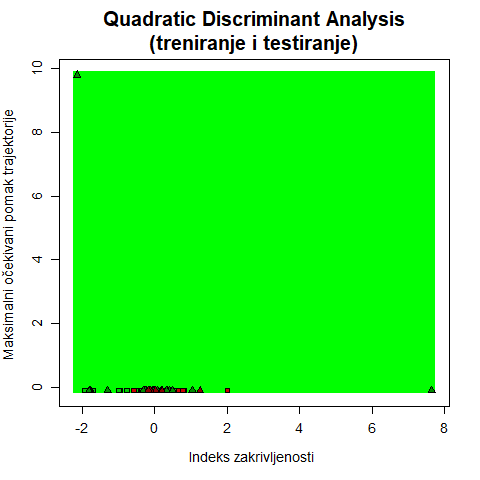 Quadratic Discriminant Analysis
(treniranje i testiranje)
Maksimalni očekivani pomak trajektorije
10
8
6
4
2
0
-2 0 2 4 6 8
Indeks zakrivljenosti